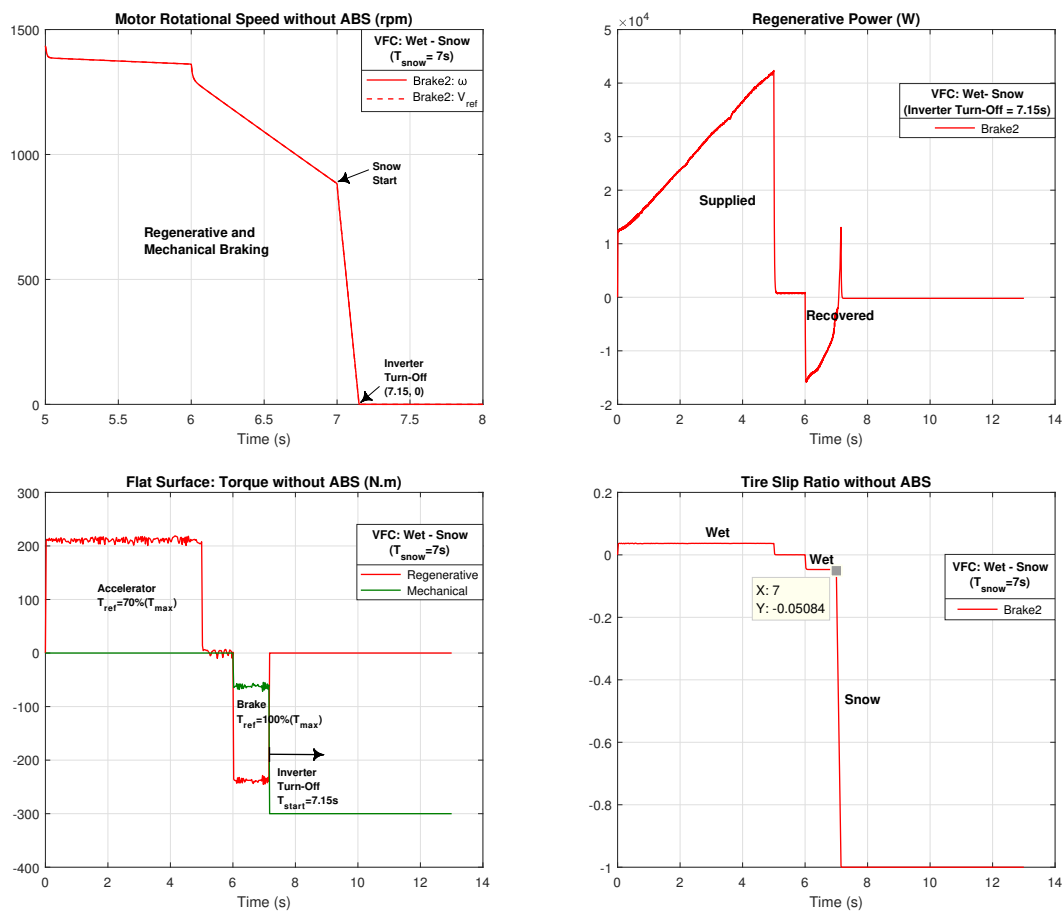 Motor Rotational Speed without ABS (rpm)
1500
1000
500
0
5
5.5
6
6.5
7
7.5
8
Time (s)
VFC: Wet - Snow
(T_snow= 7s)
Brake2: ω
Brake2: V_ref
Snow
Start
Regenerative and
Mechanical Braking
Inverter
Turn-Off
(7.15, 0)
Regenerative Power (W)
×10^4
5
4
3
2
1
0
-1
-2
0
2
4
6
8
10
12
14
Time (s)
VFC: Wet- Snow
(Inverter Turn-Off = 7.15s)
Brake2
Supplied
Recovered
Flat Surface: Torque without ABS (N.m)
300
200
100
0
-100
-200
-300
-400
0
2
4
6
8
10
12
14
Time (s)
VFC: Wet - Snow
(T_snow=7s)
Regenerative
Mechanical
Accelerator
T_ref=70%(T_max)
Brake
T_ref=100%(T_max)
Inverter
Turn-Off
T_start=7.15s
Tire Slip Ratio without ABS
0.2
0
-0.2
-0.4
-0.6
-0.8
-1
0
2
4
6
8
10
12
14
Time (s)
Wet
Wet
VFC: Wet - Snow
(T_snow=7s)
Brake2
X: 7
Y: -0.05084
Snow